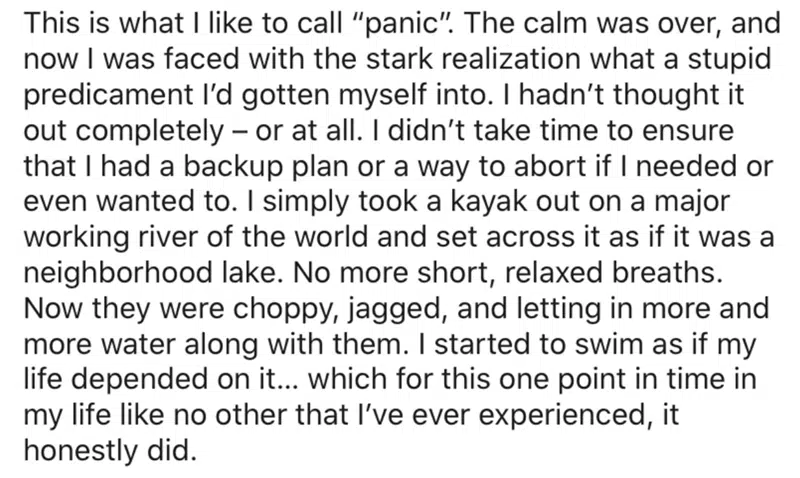 This is what I like to call “panic”. The calm was over, and
now I was faced with the stark realization what a stupid
predicament I’d gotten myself into. I hadn’t thought it
out completely – or at all. I didn’t take time to ensure
that I had a backup plan or a way to abort if I needed or
even wanted to. I simply took a kayak out on a major
working river of the world and set across it as if it was a
neighborhood lake. No more short, relaxed breaths.
Now they were choppy, jagged, and letting in more and
more water along with them. I started to swim as if my
life depended on it... which for this one point in time in
my life like no other that I’ve ever experienced, it
honestly did.